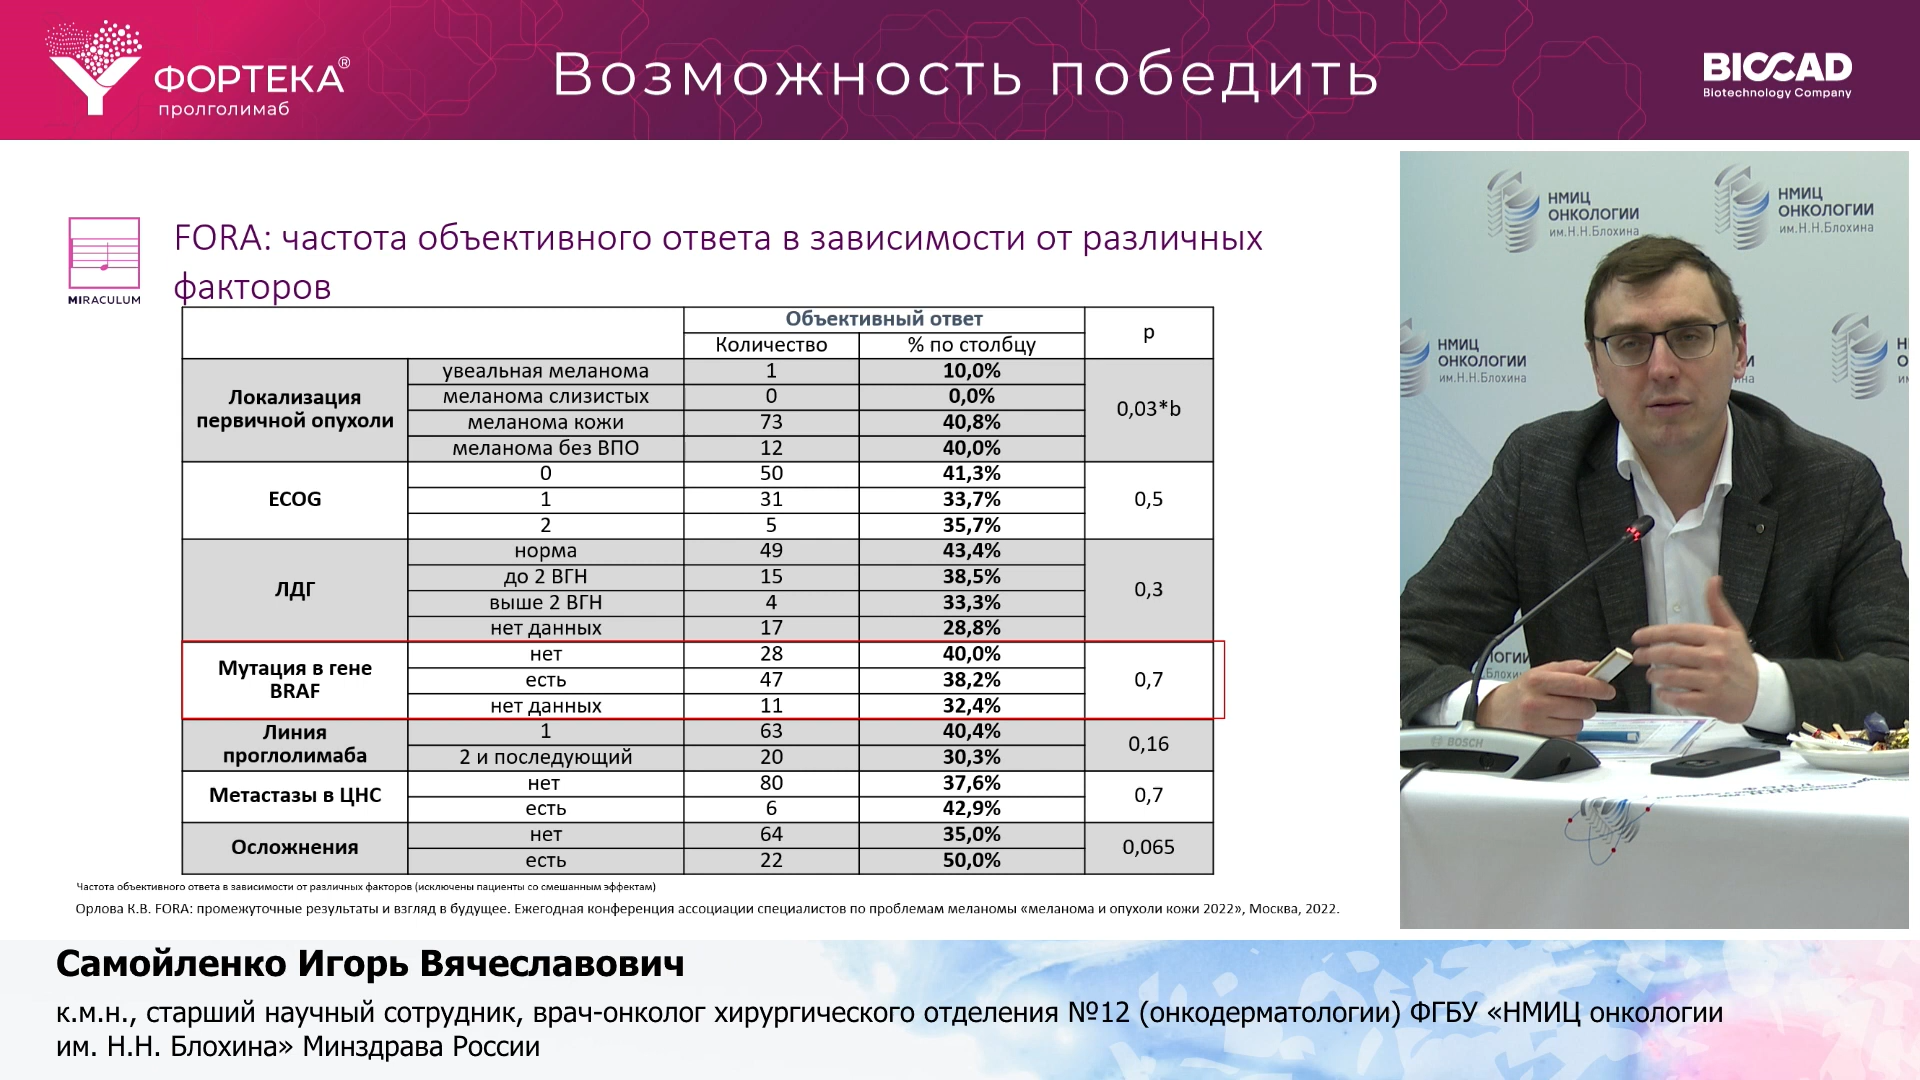 ФОРТЕКА®
пролголимаб
Возможность победить
BIOCAD
Biotechnology Company
MIRACULUM
FORA: частота объективного ответа в зависимости от различных
факторов
Объективный ответ
p
Количество
% по столбцу
Локализация
первичной опухоли
увеальная меланома 1 10,0%
меланома слизистых 0 0,0%
меланома кожи 73 40,8%
меланома без ВПО 12 40,0%
0,03*b
ECOG
0 50 41,3%
1 31 33,7%
2 5 35,7%
0,5
ЛДГ
норма 49 43,4%
до 2 ВГН 15 38,5%
выше 2 ВГН 4 33,3%
нет данных 17 28,8%
0,3
Мутация в гене
BRAF
нет 28 40,0%
есть 47 38,2%
нет данных 11 32,4%
0,7
Линия
проглолимаба
1 63 40,4%
2 и последующий 20 30,3%
0,16
Метастазы в ЦНС
нет 80 37,6%
есть 6 42,9%
0,7
Осложнения
нет 64 35,0%
есть 22 50,0%
0,065
Частота объективного ответа в зависимости от различных факторов (исключены пациенты со смешанным эффектам)
Орлова К.В. FORA: промежуточные результаты и взгляд в будущее. Ежегодная конференция ассоциации специалистов по проблемам меланомы «меланома и опухоли кожи 2022», Москва, 2022.
НМИЦ
ОНКОЛОГИИ
им.Н.Н.Блохина
НМИЦ
ОНКОЛОГИИ
им.Н.Н.Блохина
НМИЦ
ОНКОЛОГИИ
им.Н.Н.Блохина
BOSCH
Самойленко Игорь Вячеславович
к.м.н., старший научный сотрудник, врач-онколог хирургического отделения №12 (онкодерматологии) ФГБУ «НМИЦ онкологии
им. Н.Н. Блохина» Минздрава России